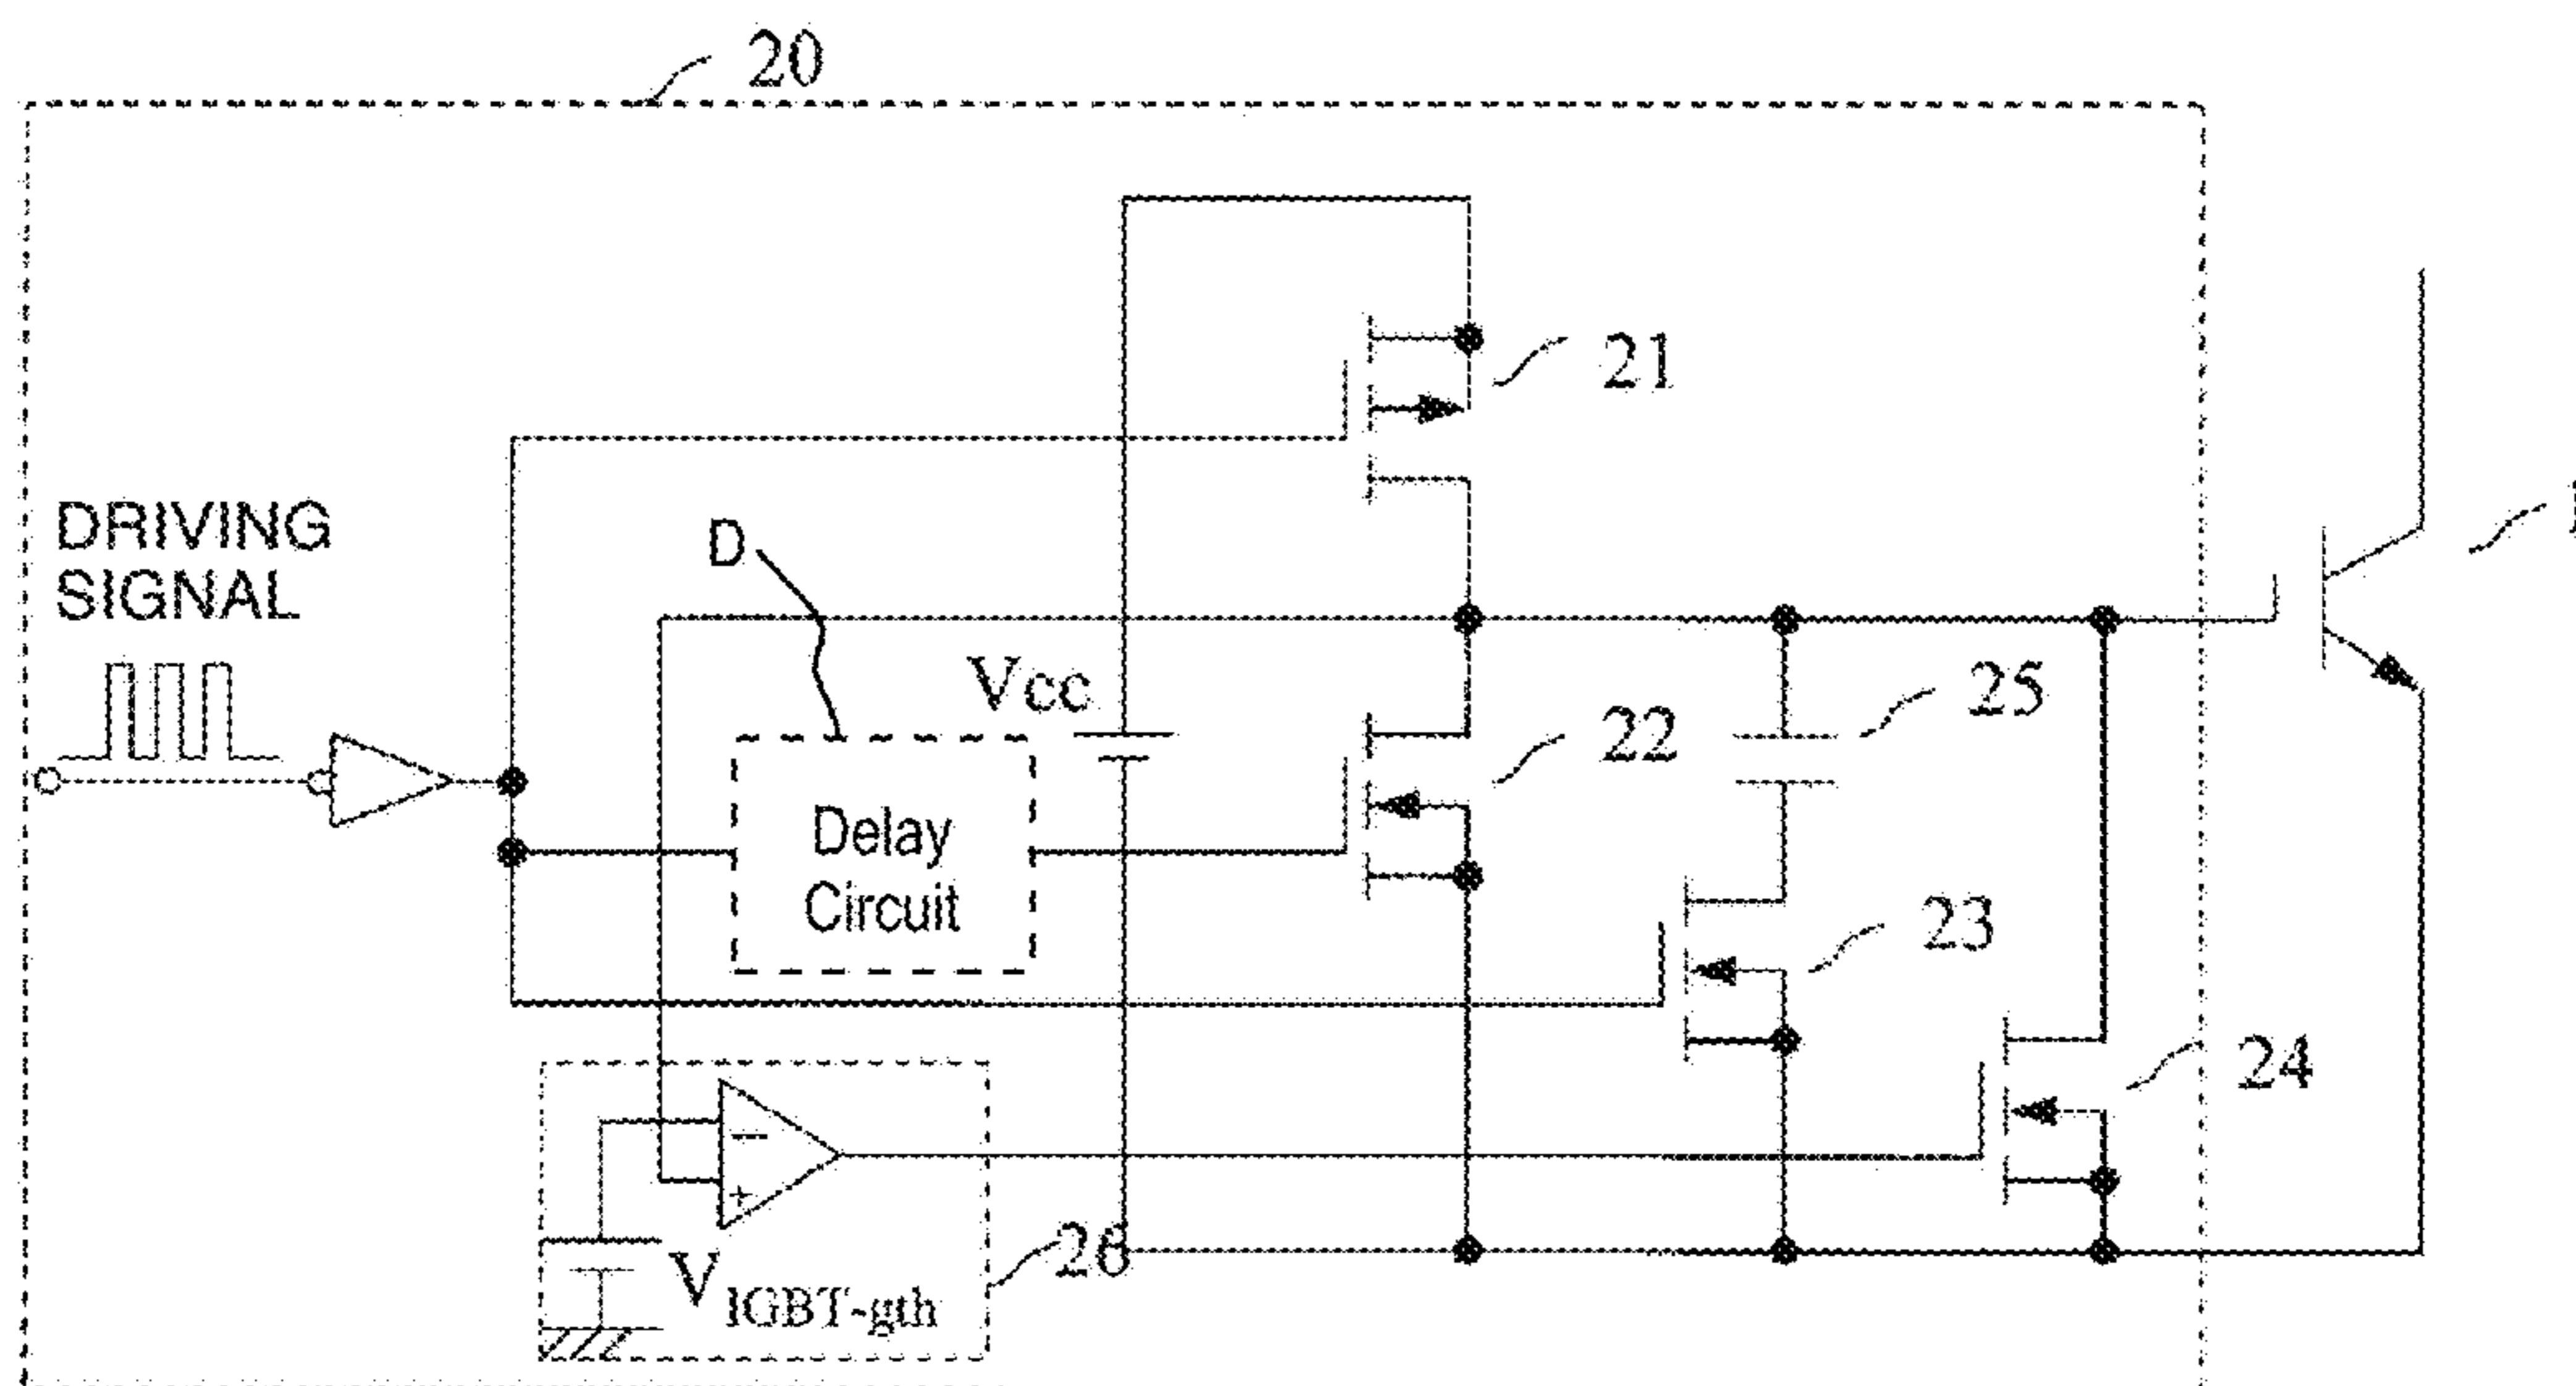 20
21
DRIVING
SIGNAL
D
Vcc
25
22
Delay
Circuit
23
24
−
+
26
VIGBT-gth